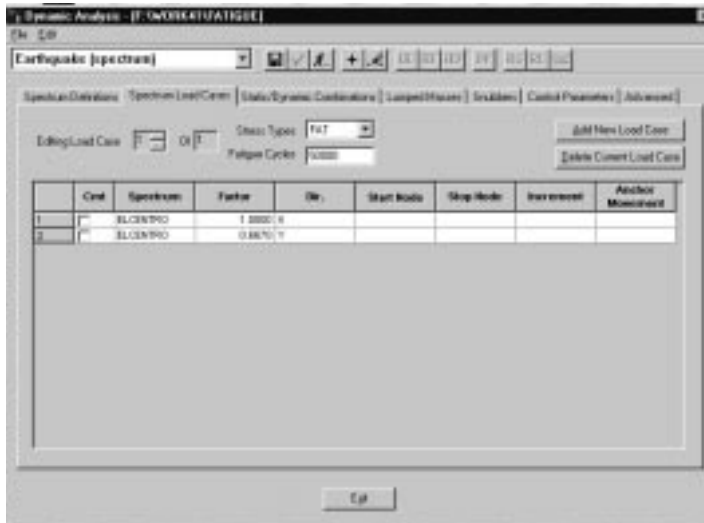 Dynamic Analysis - [F:\WORK41\FATIGUE]
File Edit
Earthquake (spectrum)
Spectrum Definitions Spectrum Load Cases Static/Dynamic Combinations Lumped Masses Snubbers Control Parameters Advanced
Editing Load Case 1 Of 1 Stress Types FAT Add New Load Case
Fatigue Cycles Delete Current Load Case
Cmt Spectrum Factor Dir. Start Node Stop Node Increment Anchor Movement
1 ELCENTRO 1.0000 X
2 ELCENTRO 0.6670 Y
Exit